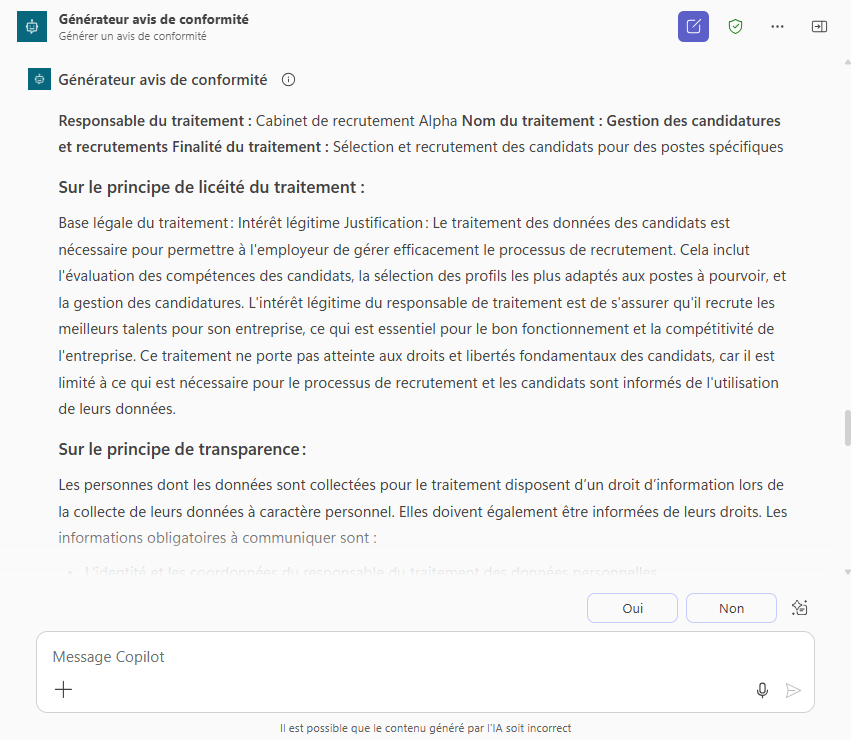 Générateur avis de conformité
Générer un avis de conformité
Générateur avis de conformité
Responsable du traitement : Cabinet de recrutement Alpha Nom du traitement : Gestion des candidatures
et recrutements Finalité du traitement : Sélection et recrutement des candidats pour des postes spécifiques
Sur le principe de licéité du traitement :
Base légale du traitement : Intérêt légitime Justification : Le traitement des données des candidats est
nécessaire pour permettre à l'employeur de gérer efficacement le processus de recrutement. Cela inclut
l'évaluation des compétences des candidats, la sélection des profils les plus adaptés aux postes à pourvoir, et
la gestion des candidatures. L'intérêt légitime du responsable de traitement est de s'assurer qu'il recrute les
meilleurs talents pour son entreprise, ce qui est essentiel pour le bon fonctionnement et la compétitivité de
l'entreprise. Ce traitement ne porte pas atteinte aux droits et libertés fondamentaux des candidats, car il est
limité à ce qui est nécessaire pour le processus de recrutement et les candidats sont informés de l'utilisation
de leurs données.
Sur le principe de transparence :
Les personnes dont les données sont collectées pour le traitement disposent d’un droit d’information lors de
la collecte de leurs données à caractère personnel. Elles doivent également être informées de leurs droits. Les
informations obligatoires à communiquer sont :
• L'identité et les coordonnées du responsable du traitement des données personnelles
Oui
Non
Message Copilot
Il est possible que le contenu généré par l'IA soit incorrect